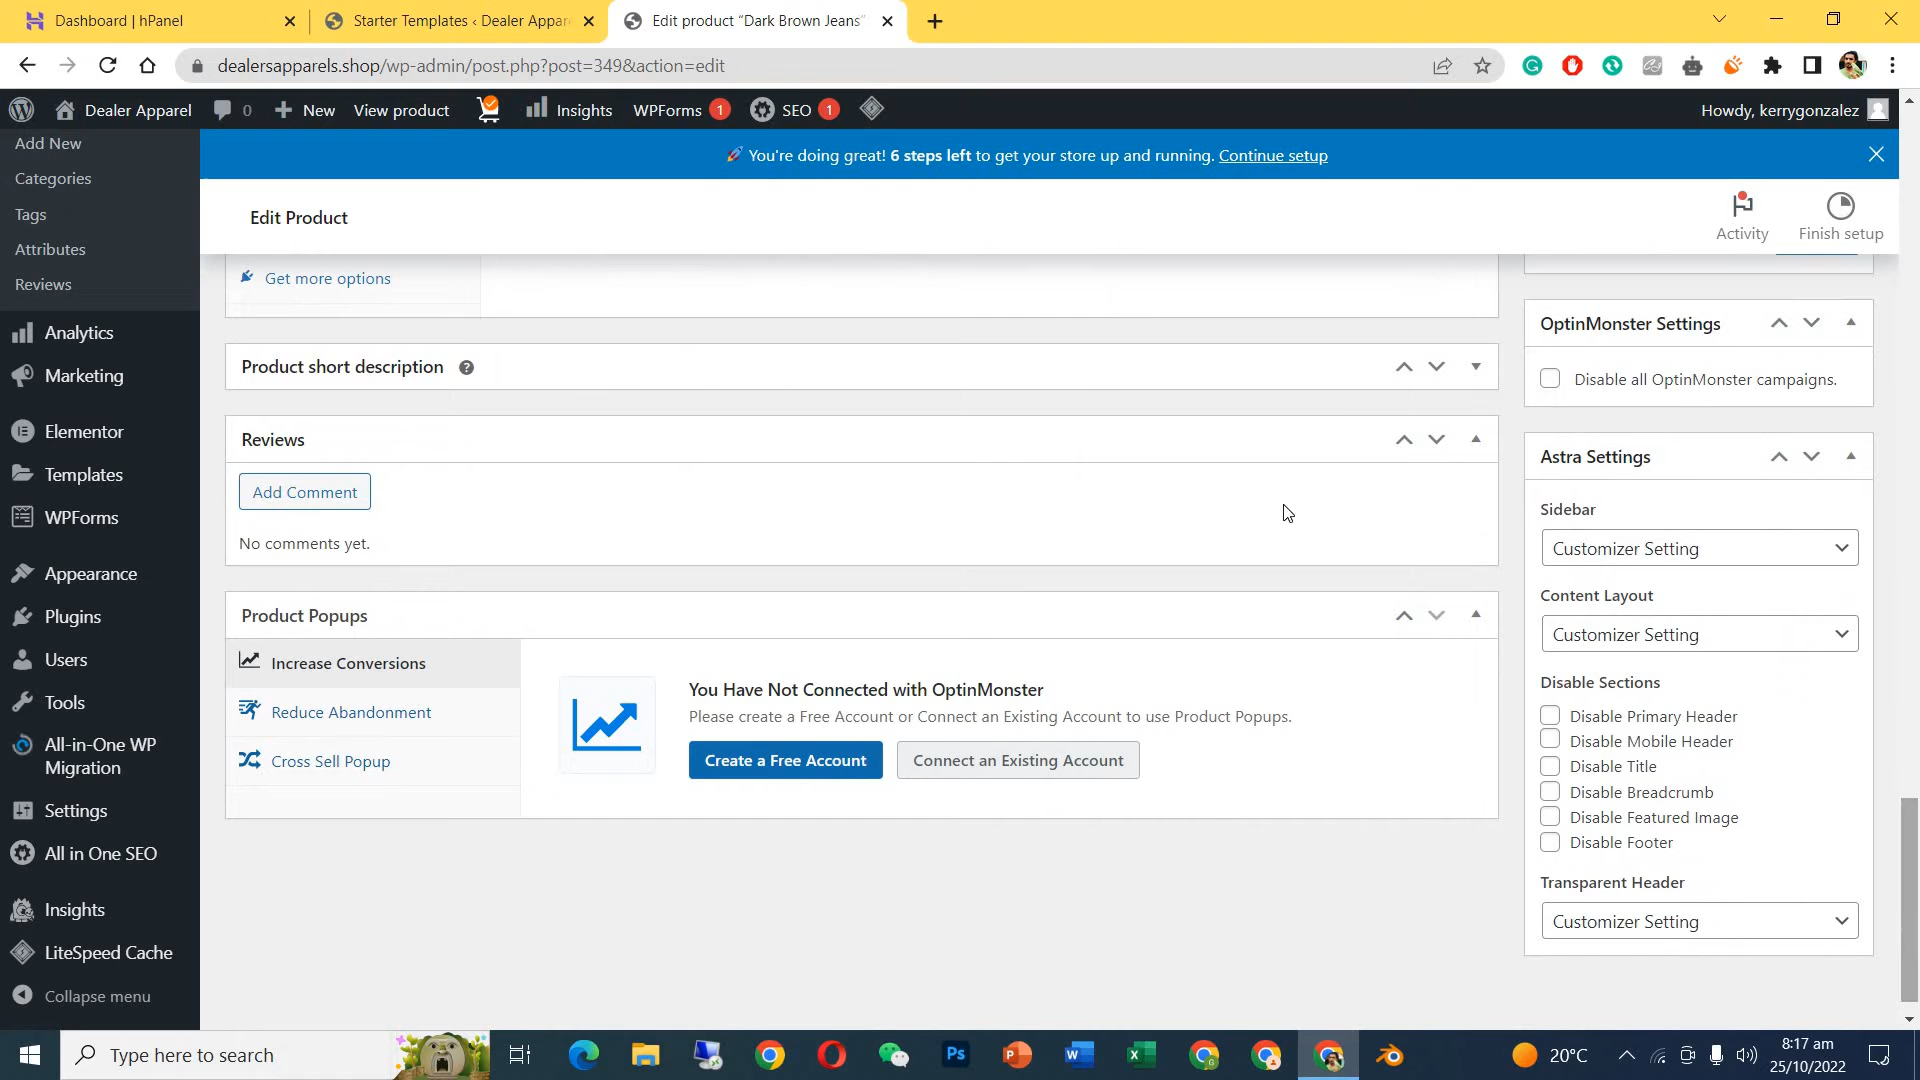 Dashboard | hPanel
Starter Templates ‹ Dealer Appar
Edit product “Dark Brown Jeans”
dealersapparels.shop/wp-admin/post.php?post=349&action=edit
Dealer Apparel
0
New
View product
Insights
WPForms 1
SEO 1
Howdy, kerrygonzalez
Add New
Categories
Tags
Attributes
Reviews
Analytics
Marketing
Elementor
Templates
WPForms
Appearance
Plugins
Users
Tools
All-in-One WP
Migration
Settings
All in One SEO
Insights
LiteSpeed Cache
Collapse menu
You're doing great! 6 steps left to get your store up and running. Continue setup
Edit Product
Activity
Finish setup
Get more options
Product short description
Reviews
Add Comment
No comments yet.
Product Popups
Increase Conversions
Reduce Abandonment
Cross Sell Popup
You Have Not Connected with OptinMonster
Please create a Free Account or Connect an Existing Account to use Product Popups.
Create a Free Account
Connect an Existing Account
OptinMonster Settings
Disable all OptinMonster campaigns.
Astra Settings
Sidebar
Customizer Setting
Content Layout
Customizer Setting
Disable Sections
Disable Primary Header
Disable Mobile Header
Disable Title
Disable Breadcrumb
Disable Featured Image
Disable Footer
Transparent Header
Customizer Setting
Type here to search
20°C
8:17 am
25/10/2022